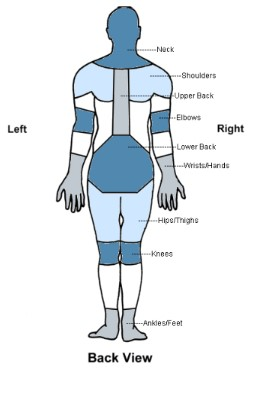 Neck
Shoulders
Upper Back
Elbows
Left
Right
Lower Back
Wrists/Hands
Hips/Thighs
Knees
Ankles/Feet
Back View